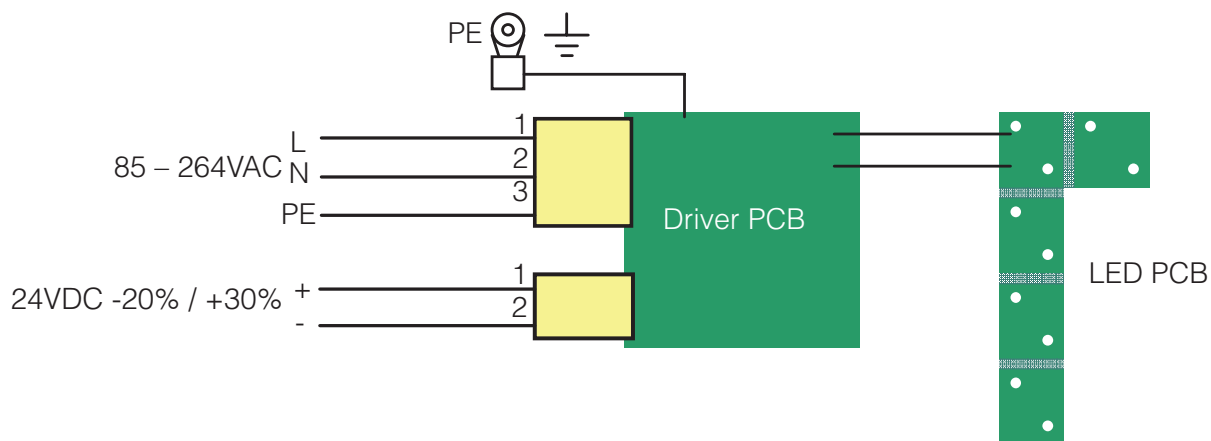 PE
L
1
85 – 264VAC N
2
PE
3
Driver PCB
24VDC -20% / +30% +
1
-
2
LED PCB